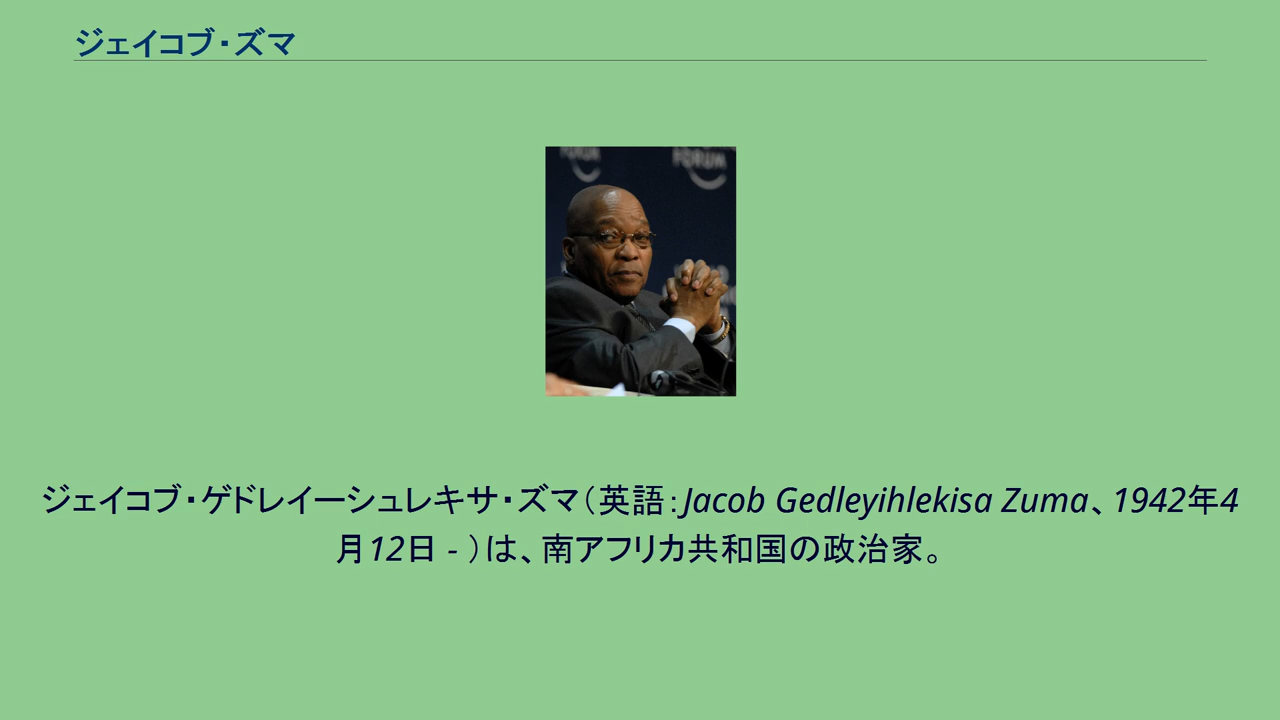 ジェイコブ・ズマ
FORUM
ジェイコブ・ゲドレイーシュレキサ・ズマ（英語：Jacob Gedleyihlekisa Zuma、1942年4
月12日 - ）は、南アフリカ共和国の政治家。